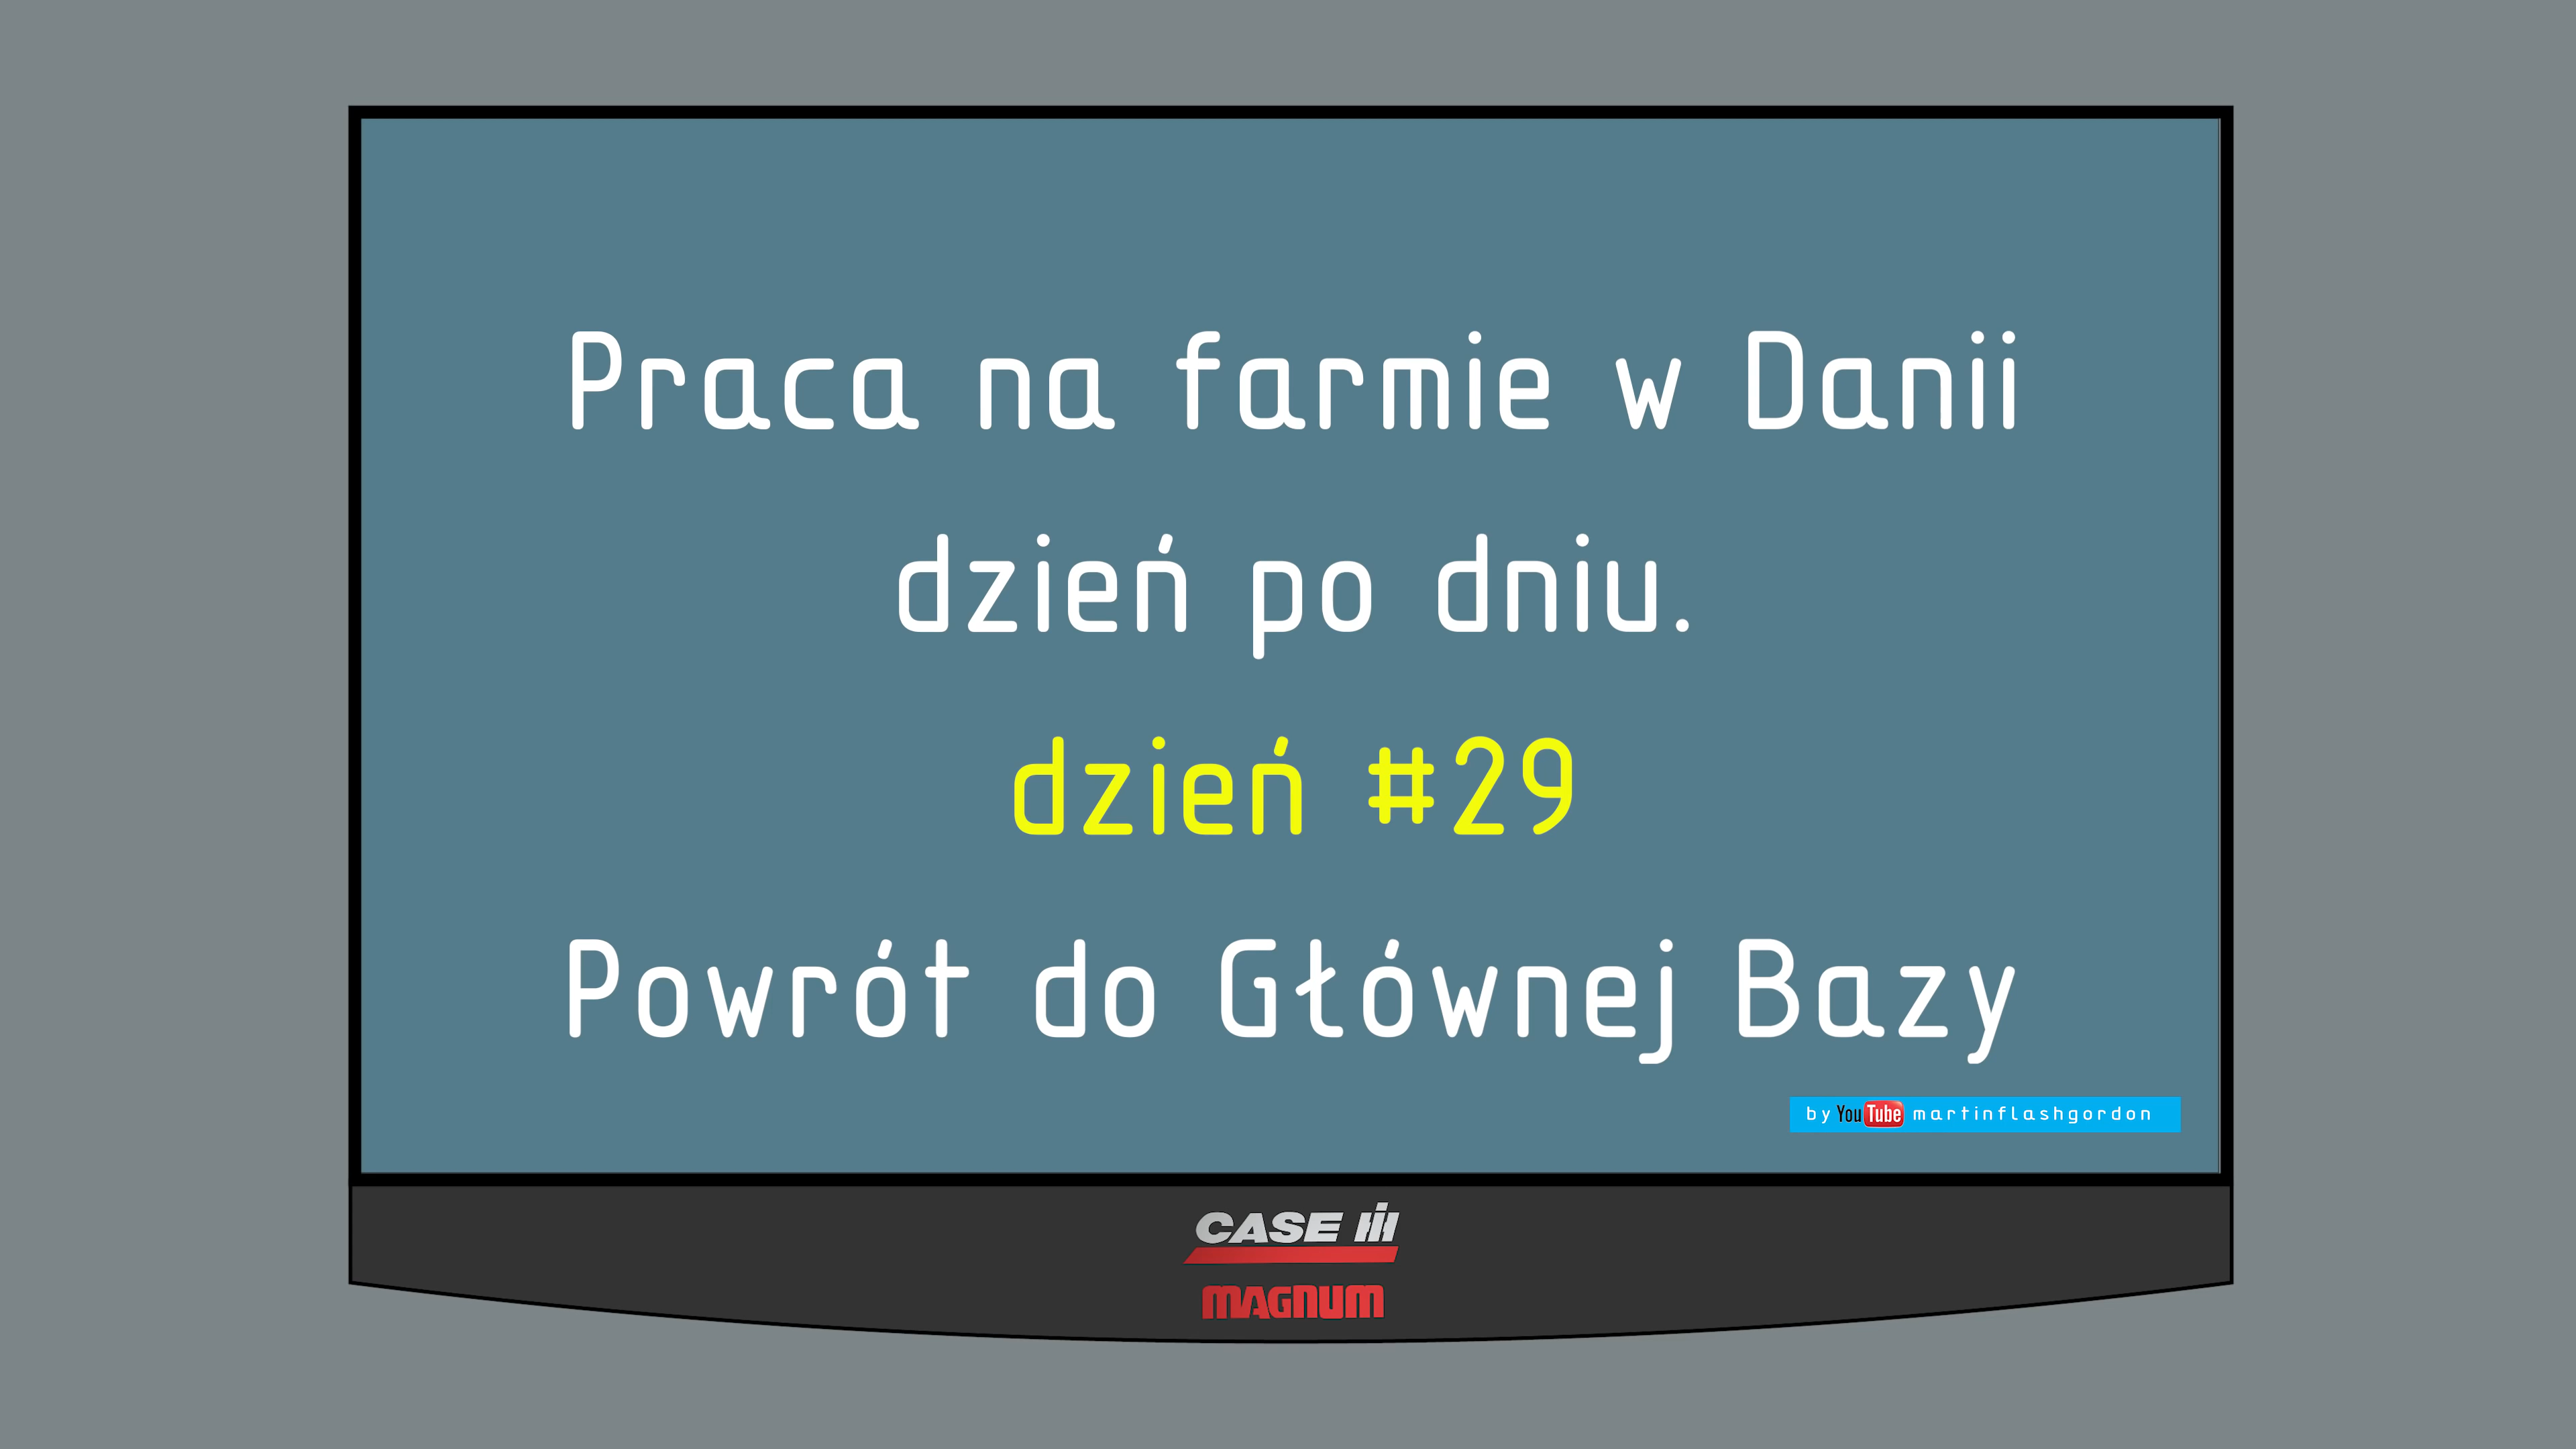 Praca na farmie w Danii
dzień po dniu.
dzień #29
Powrót do Głównej Bazy
by YouTube martinflashgordon
CASE IH
MAGNUM